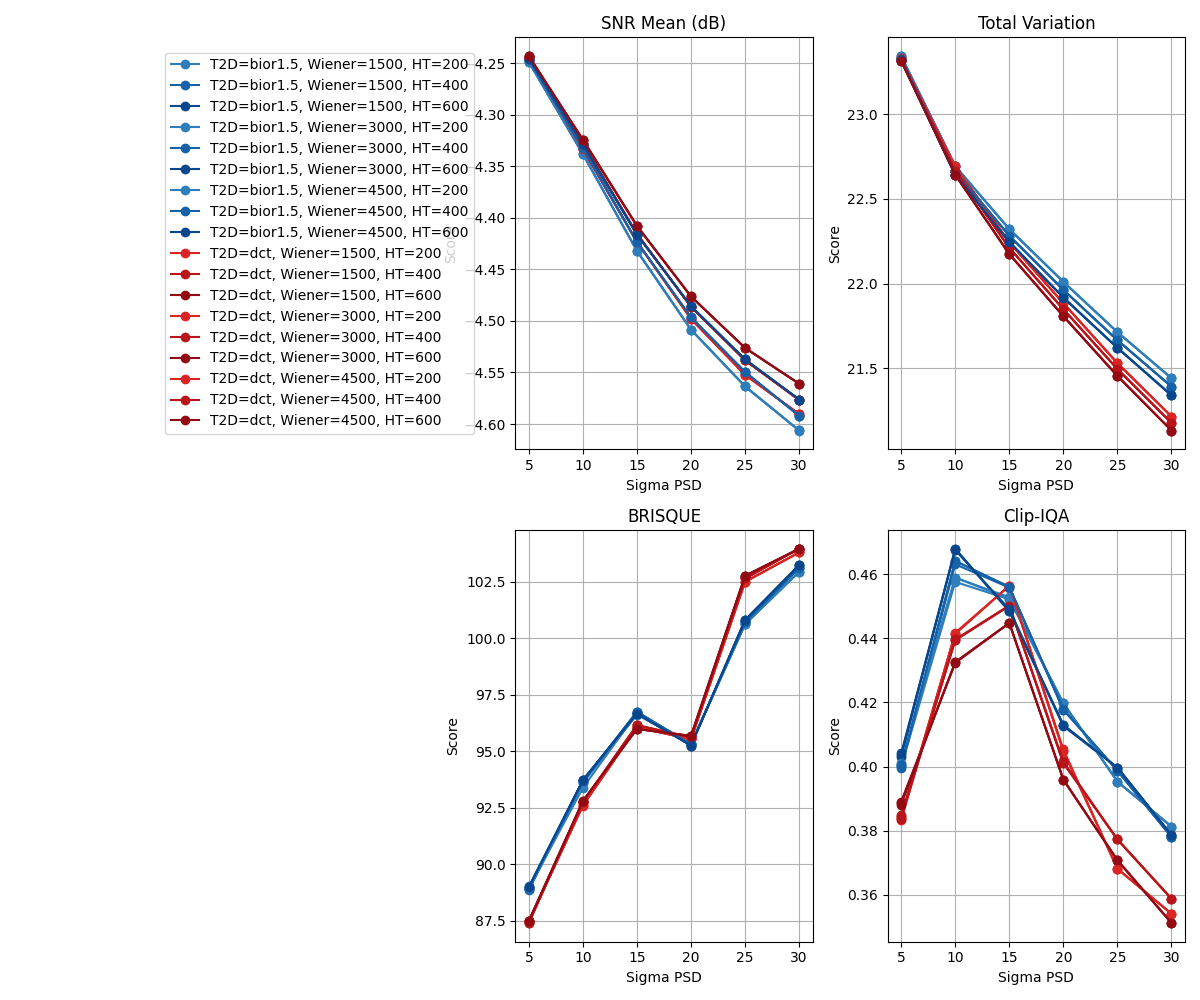 SNR Mean (dB)
Total Variation
T2D=bior1.5, Wiener=1500, HT=200
T2D=bior1.5, Wiener=1500, HT=400
T2D=bior1.5, Wiener=1500, HT=600
T2D=bior1.5, Wiener=3000, HT=200
T2D=bior1.5, Wiener=3000, HT=400
T2D=bior1.5, Wiener=3000, HT=600
T2D=bior1.5, Wiener=4500, HT=200
T2D=bior1.5, Wiener=4500, HT=400
T2D=bior1.5, Wiener=4500, HT=600
T2D=dct, Wiener=1500, HT=200
T2D=dct, Wiener=1500, HT=400
T2D=dct, Wiener=1500, HT=600
T2D=dct, Wiener=3000, HT=200
T2D=dct, Wiener=3000, HT=400
T2D=dct, Wiener=3000, HT=600
T2D=dct, Wiener=4500, HT=200
T2D=dct, Wiener=4500, HT=400
T2D=dct, Wiener=4500, HT=600
Score
4.25
4.30
4.35
4.40
4.45
4.50
4.55
4.60
5 10 15 20 25 30
Sigma PSD
Score
23.0
22.5
22.0
21.5
5 10 15 20 25 30
Sigma PSD
BRISQUE
Score
102.5
100.0
97.5
95.0
92.5
90.0
87.5
5 10 15 20 25 30
Sigma PSD
Clip-IQA
Score
0.46
0.44
0.42
0.40
0.38
0.36
5 10 15 20 25 30
Sigma PSD